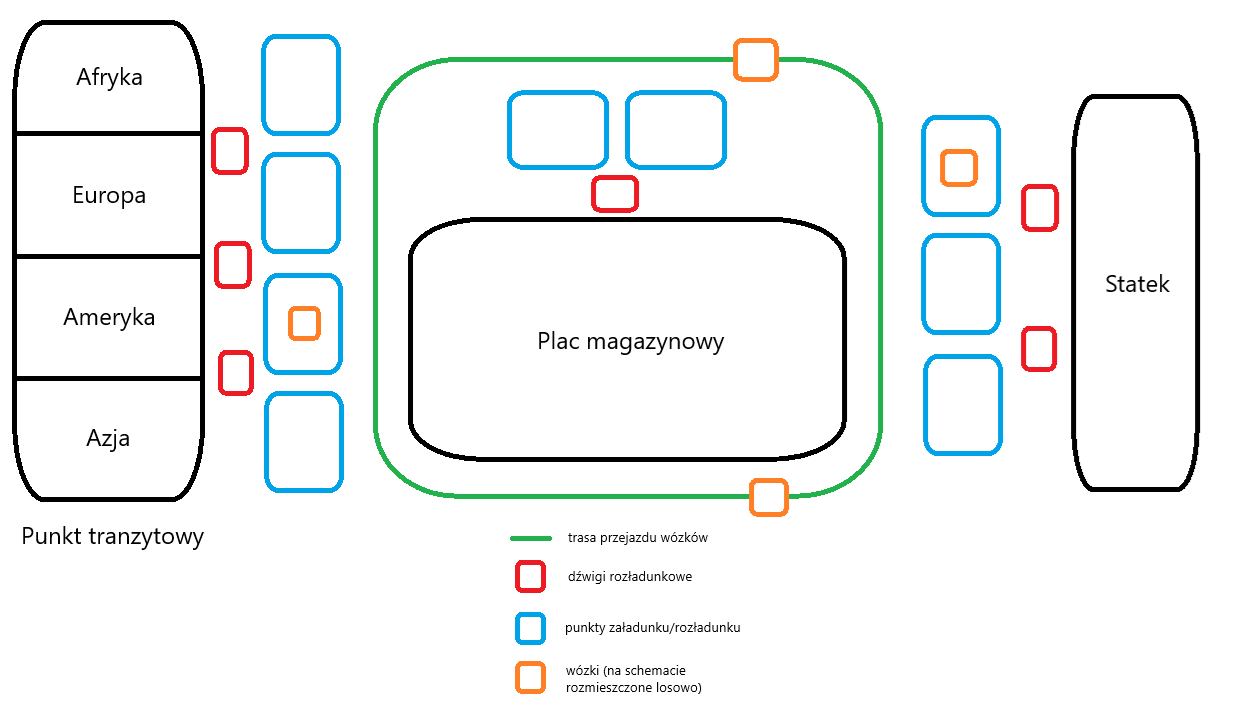 Afryka
Europa
Ameryka
Azja
Punkt tranzytowy
Plac magazynowy
Statek
trasa przejazdu wózków
dźwigi rozładunkowe
punkty załadunku/rozładunku
wózki (na schemacie
rozmieszczone losowo)